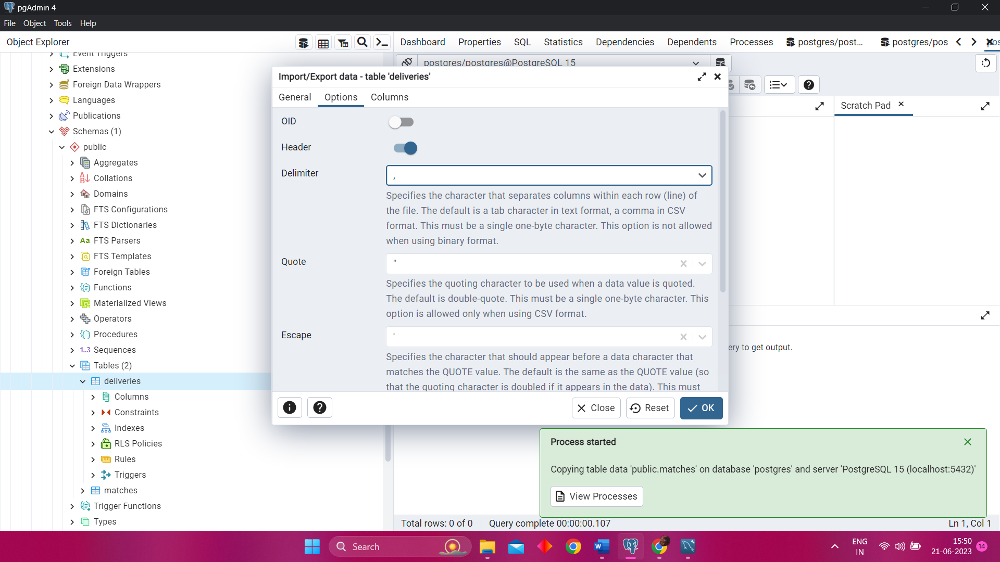 pgAdmin 4
File Object Tools Help
Object Explorer
Dashboard Properties SQL Statistics Dependencies Dependents Processes postgres/post... postgres/pos
postgres/postgres@PostgreSQL 15
Event Triggers
Extensions
Foreign Data Wrappers
Languages
Publications
Schemas (1)
public
Aggregates
Collations
Domains
FTS Configurations
FTS Dictionaries
Aa FTS Parsers
FTS Templates
Foreign Tables
Functions
Materialized Views
Operators
Procedures
1..3 Sequences
Tables (2)
deliveries
Columns
Constraints
Indexes
RLS Policies
Rules
Triggers
matches
Trigger Functions
Types
Import/Export data - table 'deliveries'
General Options Columns
OID
Header
Delimiter
,
Specifies the character that separates columns within each row (line) of
the file. The default is a tab character in text format, a comma in CSV
format. This must be a single one-byte character. This option is not allowed
when using binary format.
Quote
"
Specifies the quoting character to be used when a data value is quoted.
The default is double-quote. This must be a single one-byte character. This
option is allowed only when using CSV format.
Escape
'
Specifies the character that should appear before a data character that
matches the QUOTE value. The default is the same as the QUOTE value (so
that the quoting character is doubled if it appears in the data). This must
Close Reset OK
Scratch Pad
ery to get output.
Process started
Copying table data 'public.matches' on database 'postgres' and server 'PostgreSQL 15 (localhost:5432)'
View Processes
Total rows: 0 of 0 Query complete 00:00:00.107 Ln 1, Col 1
Search
ENG
IN
15:50
21-06-2023
14